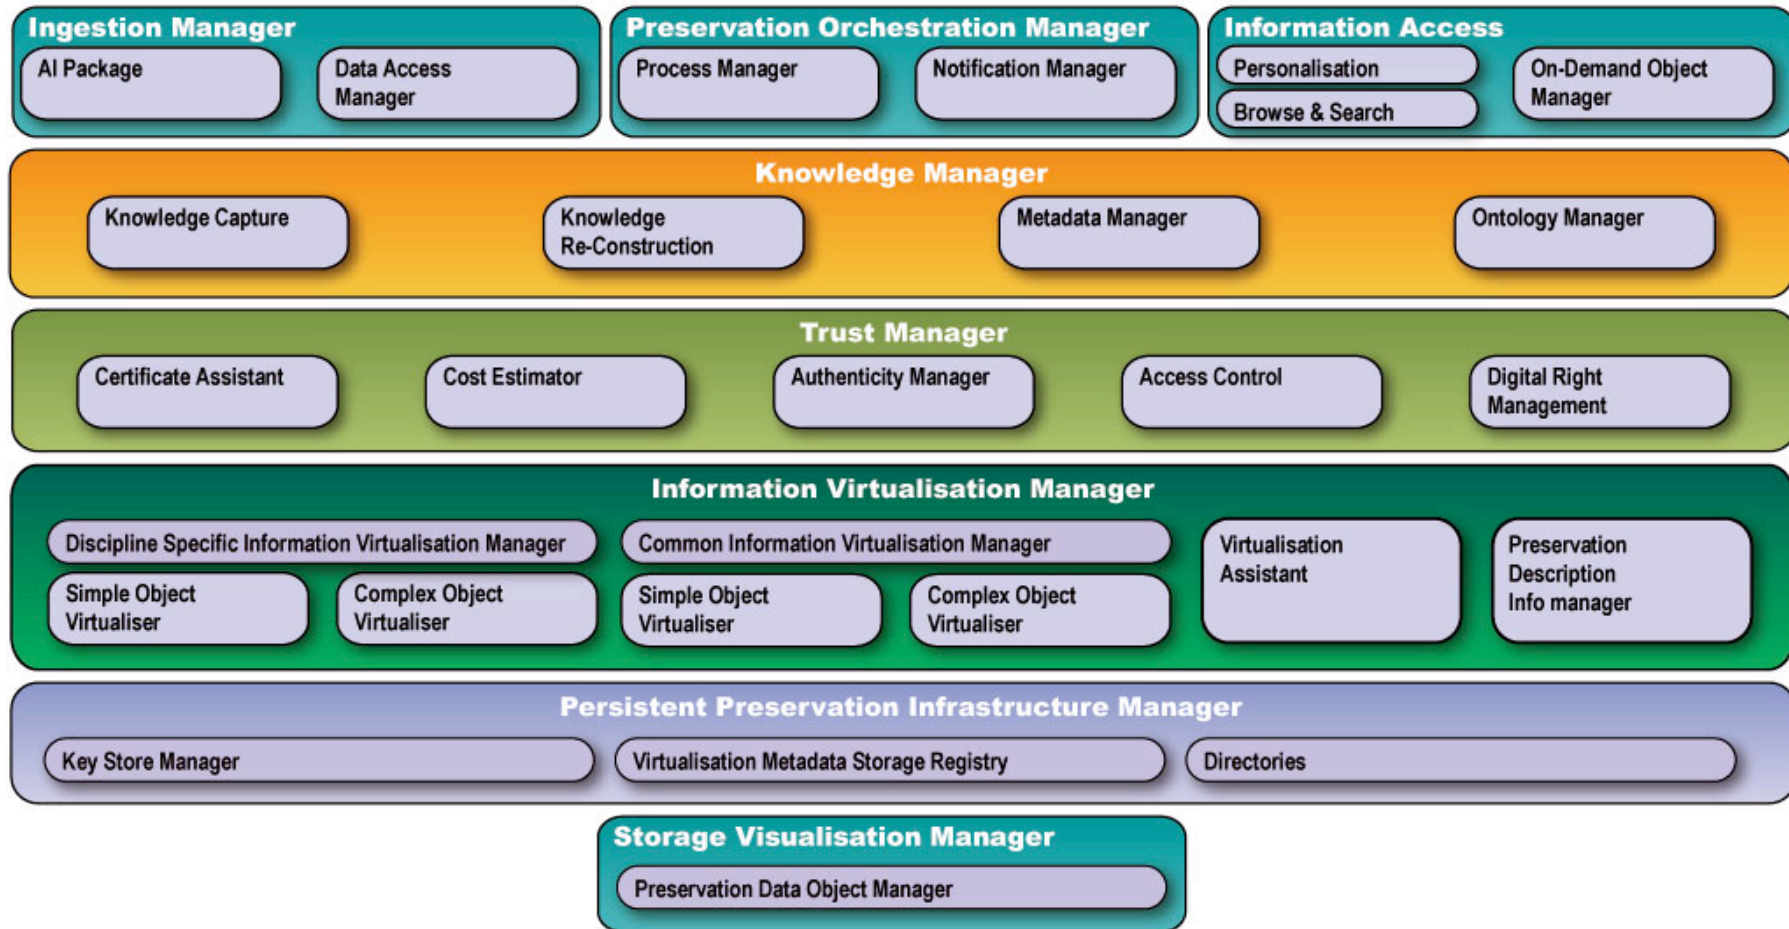 Ingestion Manager
AI Package
Data Access
Manager
Preservation Orchestration Manager
Process Manager
Notification Manager
Information Access
Personalisation
Browse & Search
On-Demand Object
Manager
Knowledge Manager
Knowledge Capture
Knowledge
Re-Construction
Metadata Manager
Ontology Manager
Trust Manager
Certificate Assistant
Cost Estimator
Authenticity Manager
Access Control
Digital Right
Management
Information Virtualisation Manager
Discipline Specific Information Virtualisation Manager
Simple Object
Virtualiser
Complex Object
Virtualiser
Common Information Virtualisation Manager
Simple Object
Virtualiser
Complex Object
Virtualiser
Virtualisation
Assistant
Preservation
Description
Info manager
Persistent Preservation Infrastructure Manager
Key Store Manager
Virtualisation Metadata Storage Registry
Directories
Storage Visualisation Manager
Preservation Data Object Manager